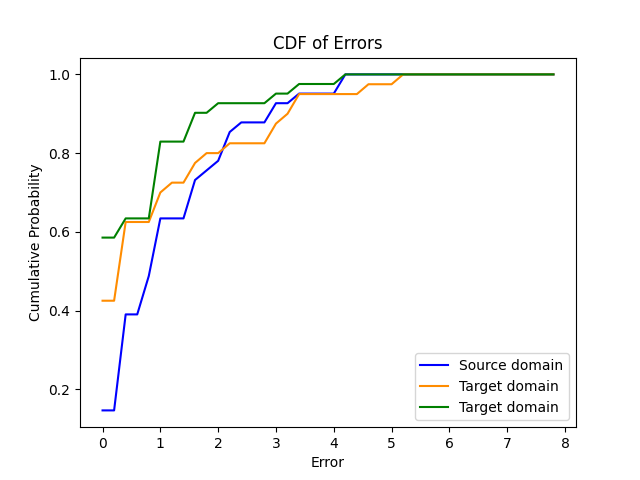 CDF of Errors
Cumulative Probability
1.0
0.8
0.6
0.4
0.2
0 1 2 3 4 5 6 7 8
Error
Source domain
Target domain
Target domain